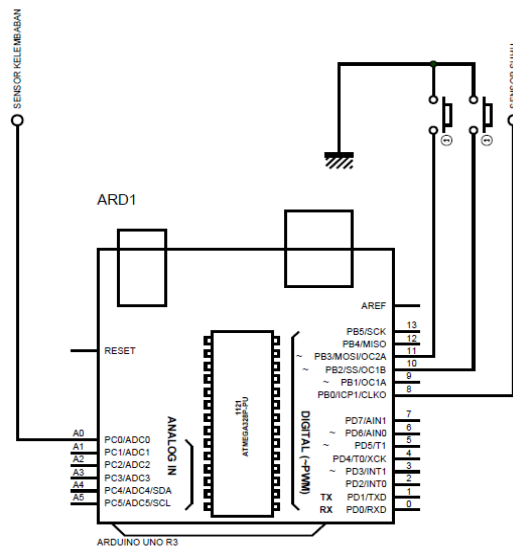 SENSOR KELEMBABAN
SENSOR SUHU
ARD1
AREF
RESET
PB5/SCK 13
PB4/MISO 12
~ PB3/MOSI/OC2A 11
~ PB2/SS/OC1B 10
~ PB1/OC1A 9
PB0/ICP1/CLKO 8
1121
ATMEGA328P-PU
ANALOG IN
DIGITAL (~PWM)
A0 PC0/ADC0
A1 PC1/ADC1
A2 PC2/ADC2
A3 PC3/ADC3
A4 PC4/ADC4/SDA
A5 PC5/ADC5/SCL
PD7/AIN1 7
~ PD6/AIN0 6
~ PD5/T1 5
PD4/T0/XCK 4
~ PD3/INT1 3
PD2/INT0 2
TX PD1/TXD 1
RX PD0/RXD 0
ARDUINO UNO R3